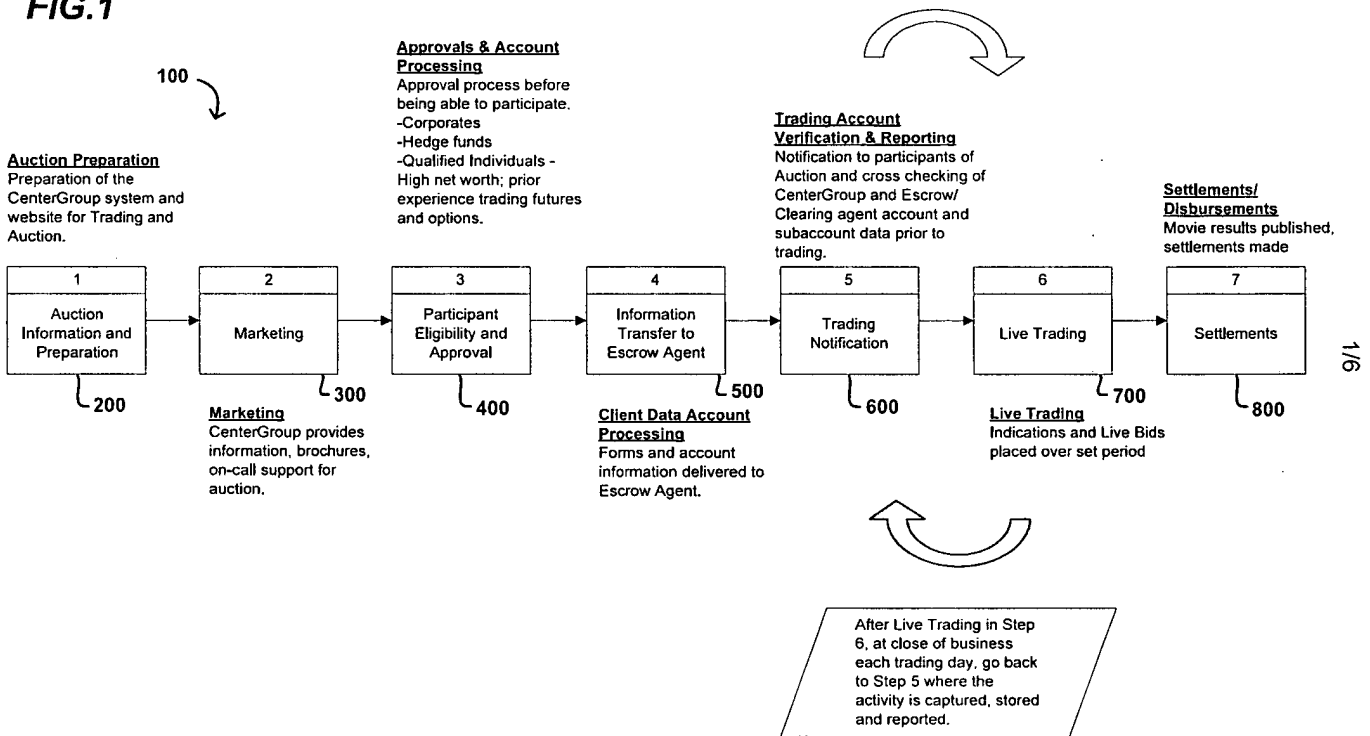 FIG.1
100
Auction Preparation
Preparation of the
CenterGroup system and
website for Trading and
Auction.
Approvals & Account
Processing
Approval process before
being able to participate.
-Corporates
-Hedge funds
-Qualified Individuals -
High net worth; prior
experience trading futures
and options.
Trading Account
Verification & Reporting
Notification to participants of
Auction and cross checking of
CenterGroup and Escrow/
Clearing agent account and
subaccount data prior to
trading.
Settlements/
Disbursements
Movie results published,
settlements made
1
Auction
Information and
Preparation
200
2
Marketing
300
3
Participant
Eligibility and
Approval
400
4
Information
Transfer to
Escrow Agent
500
5
Trading
Notification
600
6
Live Trading
700
7
Settlements
800
1/6
Marketing
CenterGroup provides
information, brochures,
on-call support for
auction.
Client Data Account
Processing
Forms and account
information delivered to
Escrow Agent.
Live Trading
Indications and Live Bids
placed over set period
After Live Trading in Step
6, at close of business
each trading day, go back
to Step 5 where the
activity is captured, stored
and reported.